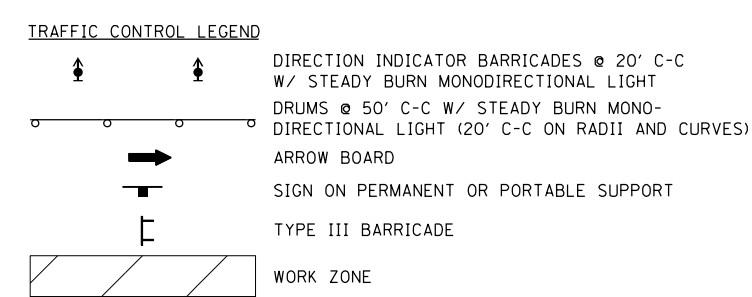 TRAFFIC CONTROL LEGEND
DIRECTION INDICATOR BARRICADES @ 20' C-C
W/ STEADY BURN MONODIRECTIONAL LIGHT
DRUMS @ 50' C-C W/ STEADY BURN MONO-
DIRECTIONAL LIGHT (20' C-C ON RADII AND CURVES)
ARROW BOARD
SIGN ON PERMANENT OR PORTABLE SUPPORT
TYPE III BARRICADE
WORK ZONE